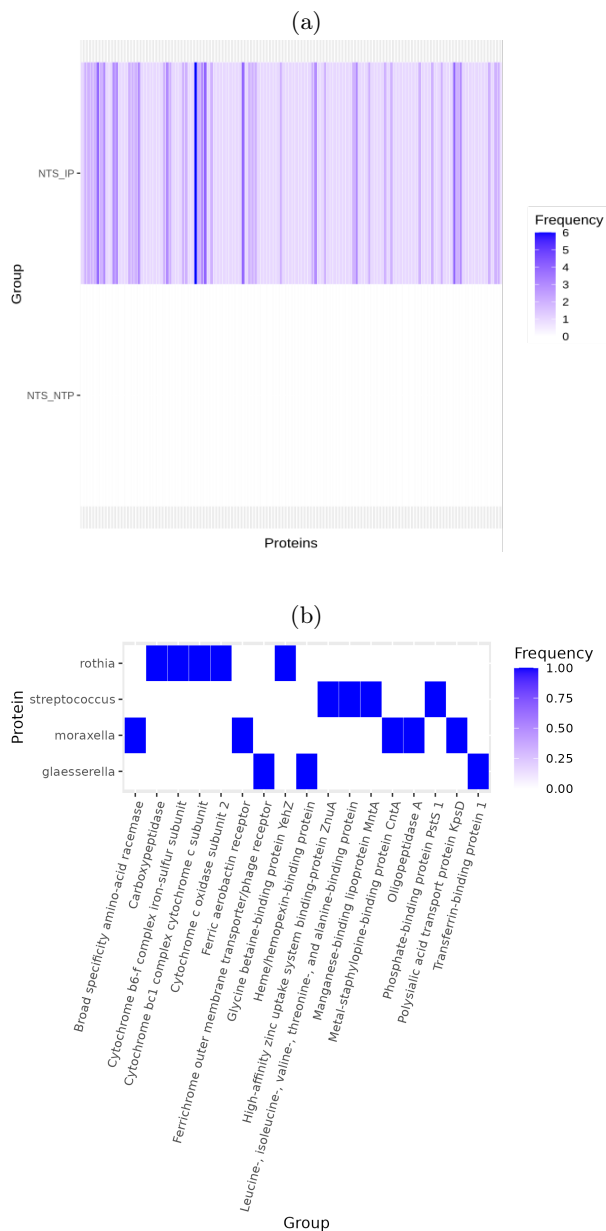 (a)
Group
NTS_IP
NTS_NTP
Proteins
Frequency
6
5
4
3
2
1
0
(b)
Protein
rothia
streptococcus
moraxella
glaesserella
Frequency
1.00
0.75
0.50
0.25
0.00
Broad specificity amino-acid racemase
Carboxypeptidase
Cytochrome b6-f complex iron-sulfur subunit
Cytochrome bc1 complex cytochrome c subunit
Cytochrome c oxidase subunit 2
Ferric aerobactin receptor
Ferrichrome outer membrane transporter/phage receptor
Glycine betaine-binding protein YehZ
Heme/hemopexin-binding protein
High-affinity zinc uptake system binding-protein ZnuA
Leucine-, isoleucine-, valine-, threonine-, and alanine-binding protein
Manganese-binding lipoprotein MntA
Metal-staphylopine-binding protein CntA
Oligopeptidase A
Phosphate-binding protein PstS 1
Polysialic acid transport protein KpsD
Transferrin-binding protein 1
Group